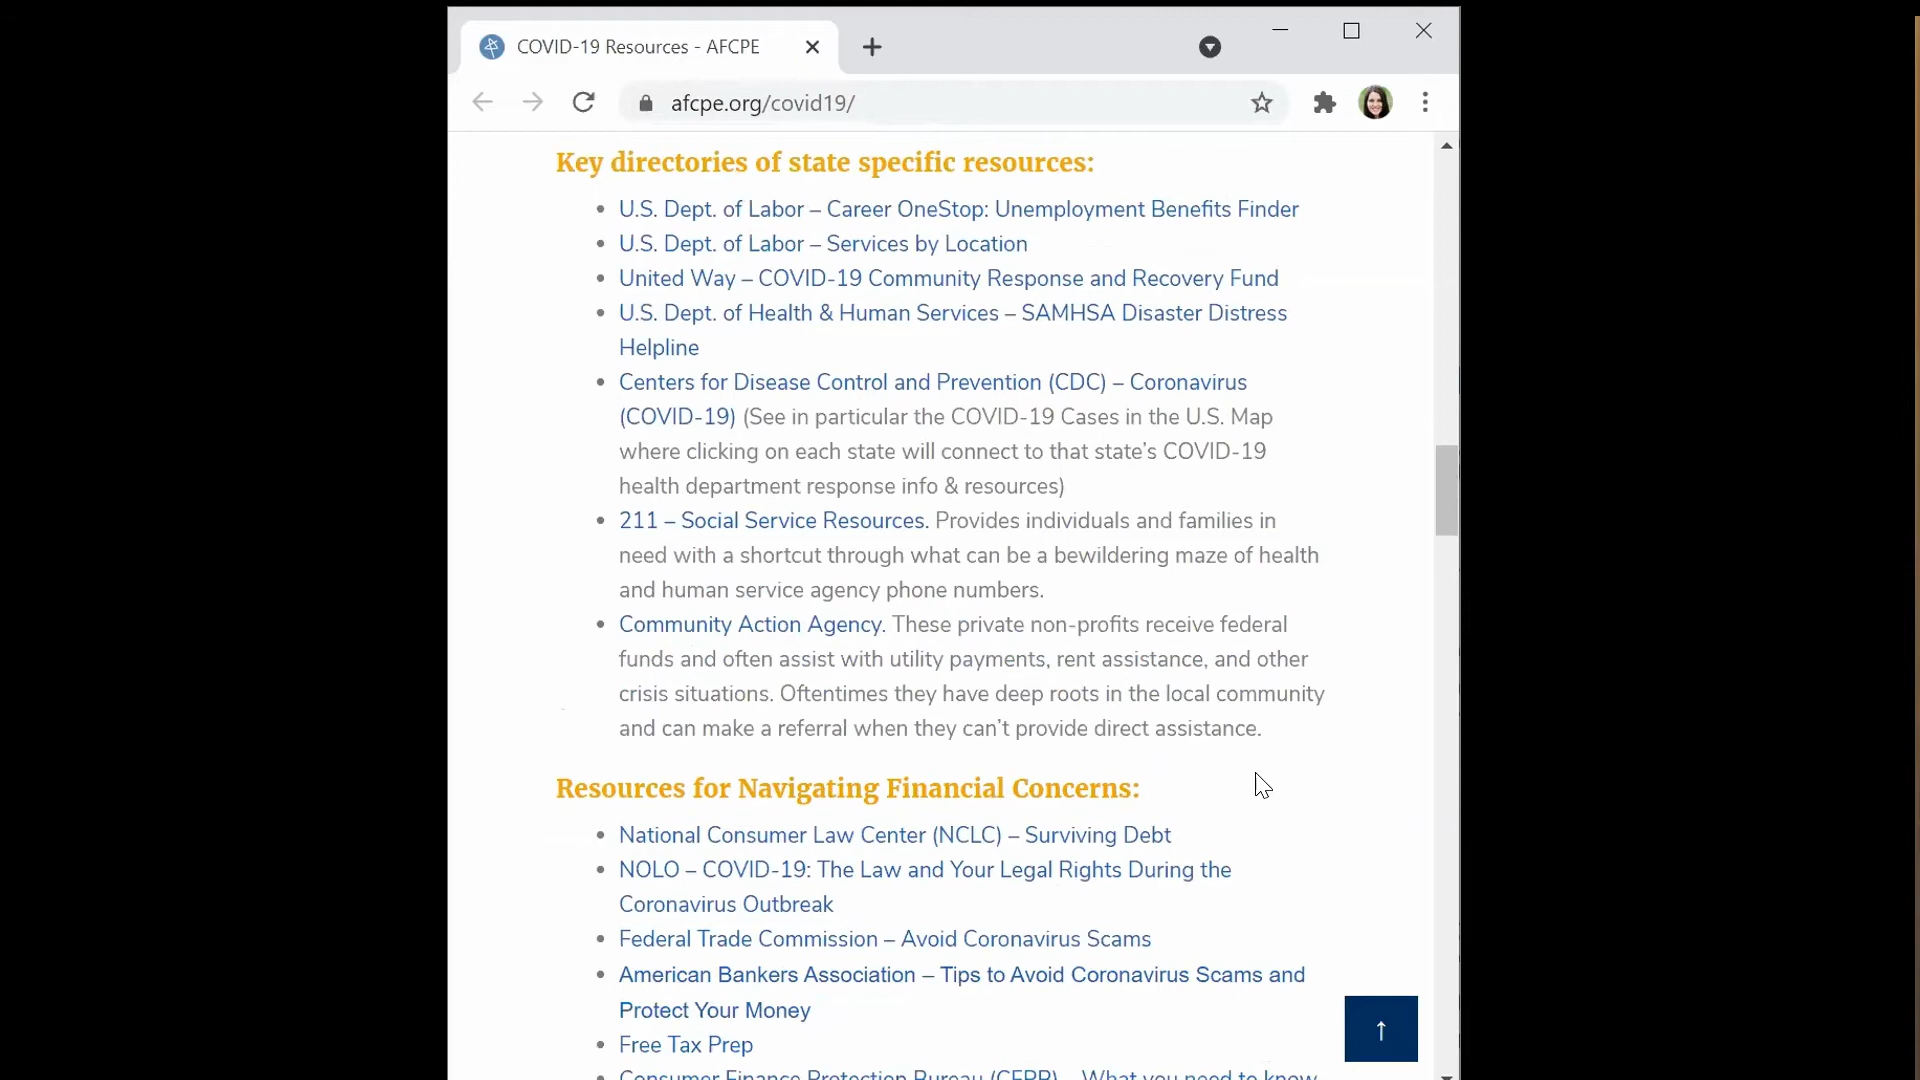 COVID-19 Resources - AFCPE
afcpe.org/covid19/
Key directories of state specific resources:
U.S. Dept. of Labor – Career OneStop: Unemployment Benefits Finder
U.S. Dept. of Labor – Services by Location
United Way – COVID-19 Community Response and Recovery Fund
U.S. Dept. of Health & Human Services – SAMHSA Disaster Distress
Helpline
Centers for Disease Control and Prevention (CDC) – Coronavirus
(COVID-19) (See in particular the COVID-19 Cases in the U.S. Map
where clicking on each state will connect to that state’s COVID-19
health department response info & resources)
211 – Social Service Resources. Provides individuals and families in
need with a shortcut through what can be a bewildering maze of health
and human service agency phone numbers.
Community Action Agency. These private non-profits receive federal
funds and often assist with utility payments, rent assistance, and other
crisis situations. Oftentimes they have deep roots in the local community
and can make a referral when they can’t provide direct assistance.
Resources for Navigating Financial Concerns:
National Consumer Law Center (NCLC) – Surviving Debt
NOLO – COVID-19: The Law and Your Legal Rights During the
Coronavirus Outbreak
Federal Trade Commission – Avoid Coronavirus Scams
American Bankers Association – Tips to Avoid Coronavirus Scams and
Protect Your Money
Free Tax Prep
Consumer Finance Protection Bureau (CFPB) – What you need to know